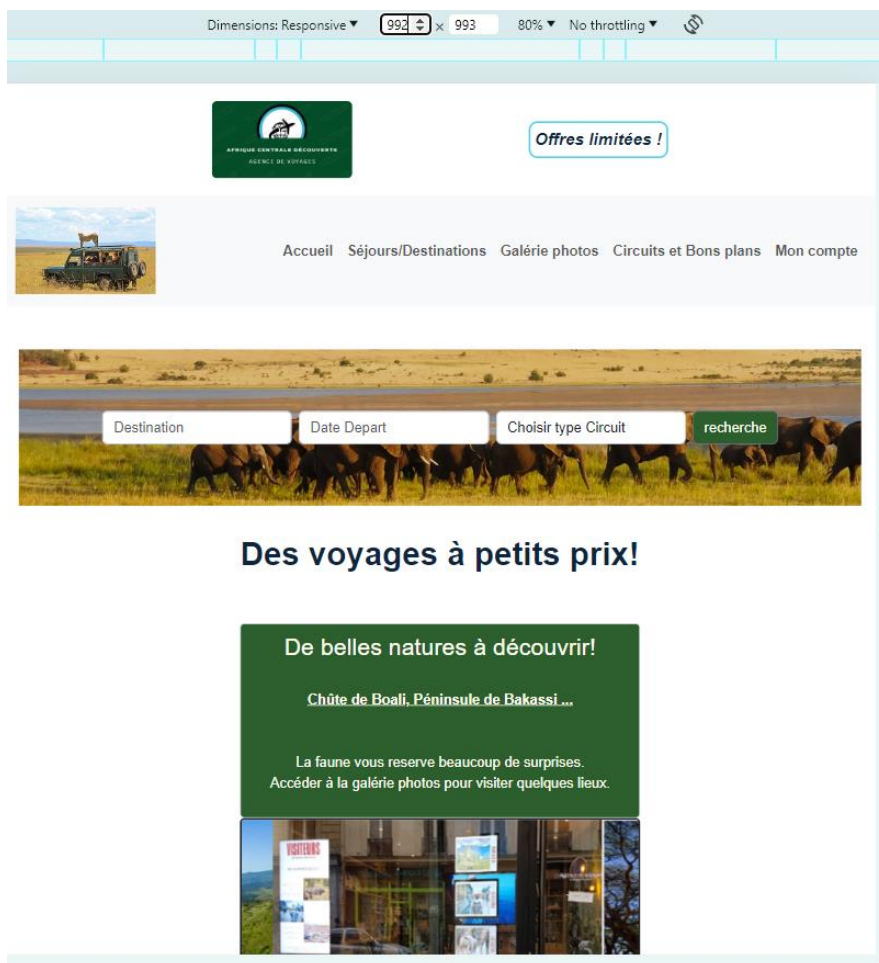 Dimensions: Responsive ▼ 992 × 993 80% ▼ No throttling ▼
AFRIQUE CENTRALE DÉCOUVERTE
AGENCE DE VOYAGES
Offres limitées !
Accueil Séjours/Destinations Galérie photos Circuits et Bons plans Mon compte
Destination Date Depart Choisir type Circuit recherche
Des voyages à petits prix!
De belles natures à découvrir!
Chûte de Boali, Péninsule de Bakassi ...
La faune vous reserve beaucoup de surprises.
Accéder à la galérie photos pour visiter quelques lieux.
VISITEURS